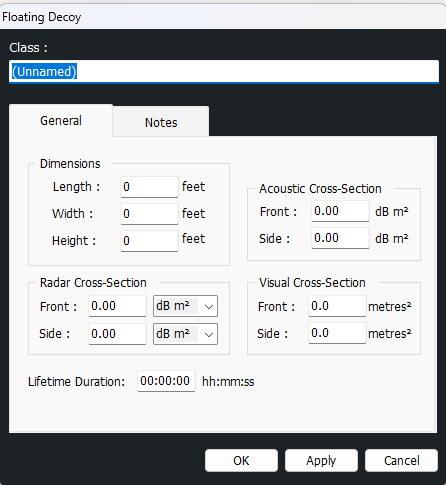 Floating Decoy
Class :
(Unnamed)
General Notes
Dimensions
Length : 0 feet
Width : 0 feet
Height : 0 feet
Acoustic Cross-Section
Front : 0.00 dB m²
Side : 0.00 dB m²
Radar Cross-Section
Front : 0.00 dB m²
Side : 0.00 dB m²
Visual Cross-Section
Front : 0.0 metres²
Side : 0.0 metres²
Lifetime Duration: 00:00:00 hh:mm:ss
OK Apply Cancel